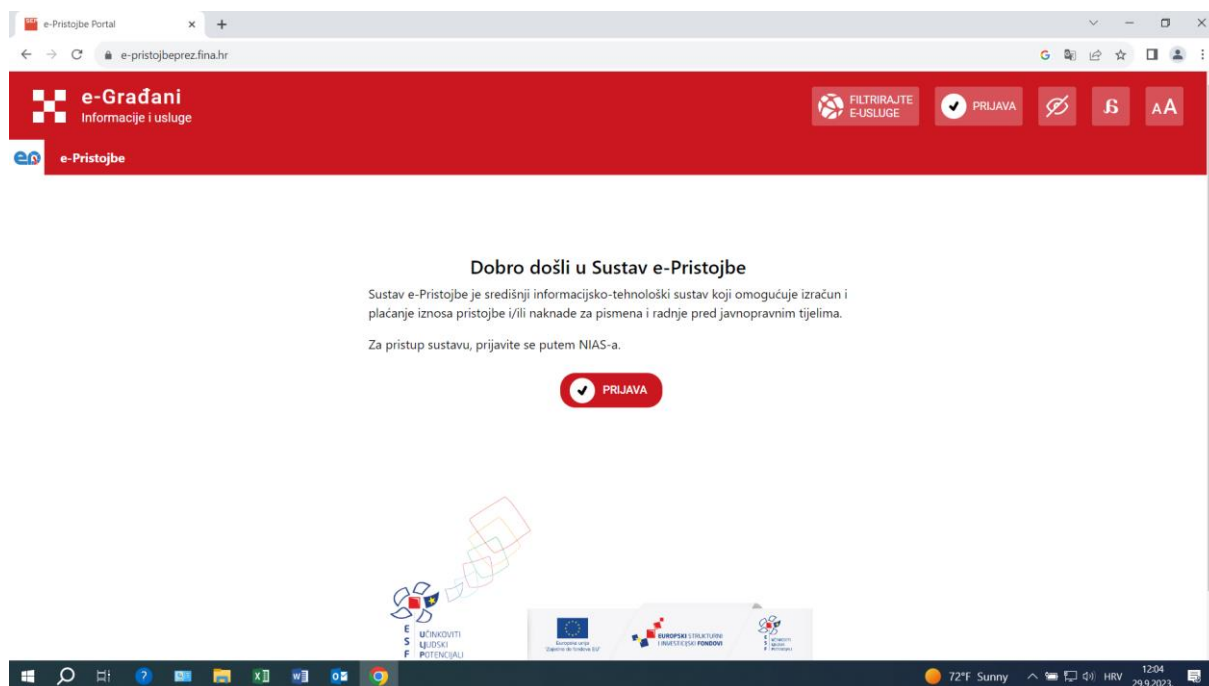 e-Pristojbe Portal
e-pristojbeprez.fina.hr
e-Građani
Informacije i usluge
FILTRIRAJTE
E-USLUGE
PRIJAVA
AA
e-Pristojbe
Dobro došli u Sustav e-Pristojbe
Sustav e-Pristojbe je središnji informacijsko-tehnološki sustav koji omogućuje izračun i
plaćanje iznosa pristojbe i/ili naknade za pismena i radnje pred javnopravnim tijelima.
Za pristup sustavu, prijavite se putem NIAS-a.
PRIJAVA
E UČINKOVITI
S LJUDSKI
F POTENCIJALI
Europska unija
EUROPSKI STRUKTURNI
I INVESTICIJSKI FONDOVI
72°F Sunny
HRV
12:04
29.9.2023.